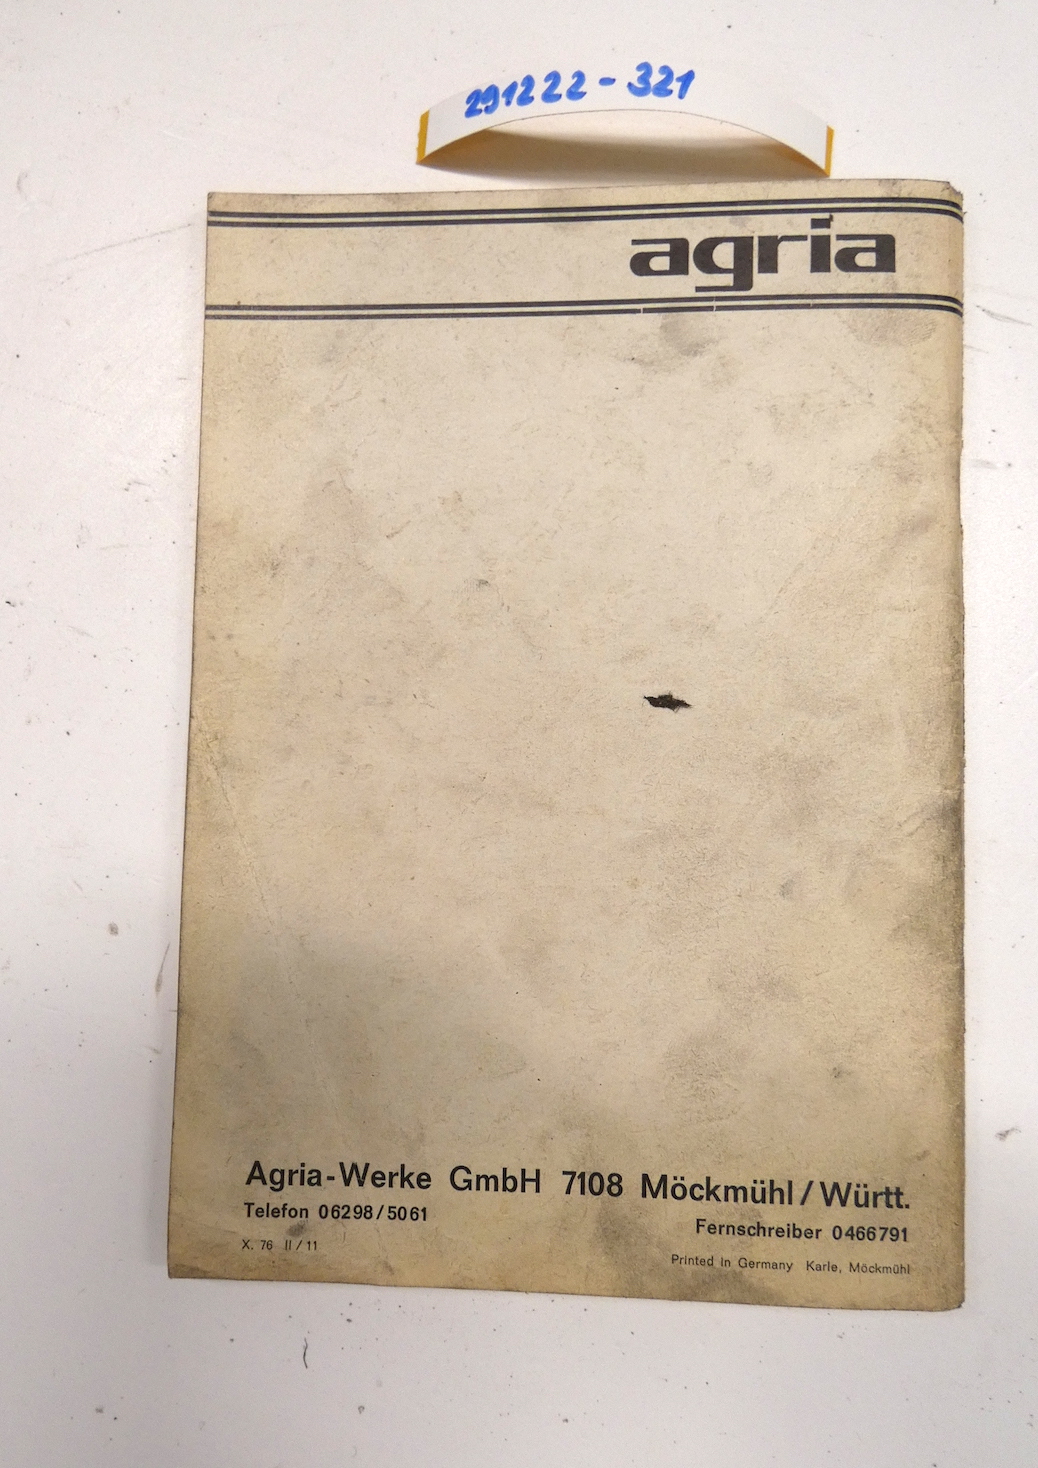 291222-321
agria
Agria-Werke GmbH 7108 Möckmühl/Württ.
Telefon 06298/5061
Fernschreiber 0466791
X. 76 II/11
Printed in Germany Karle, Möckmühl